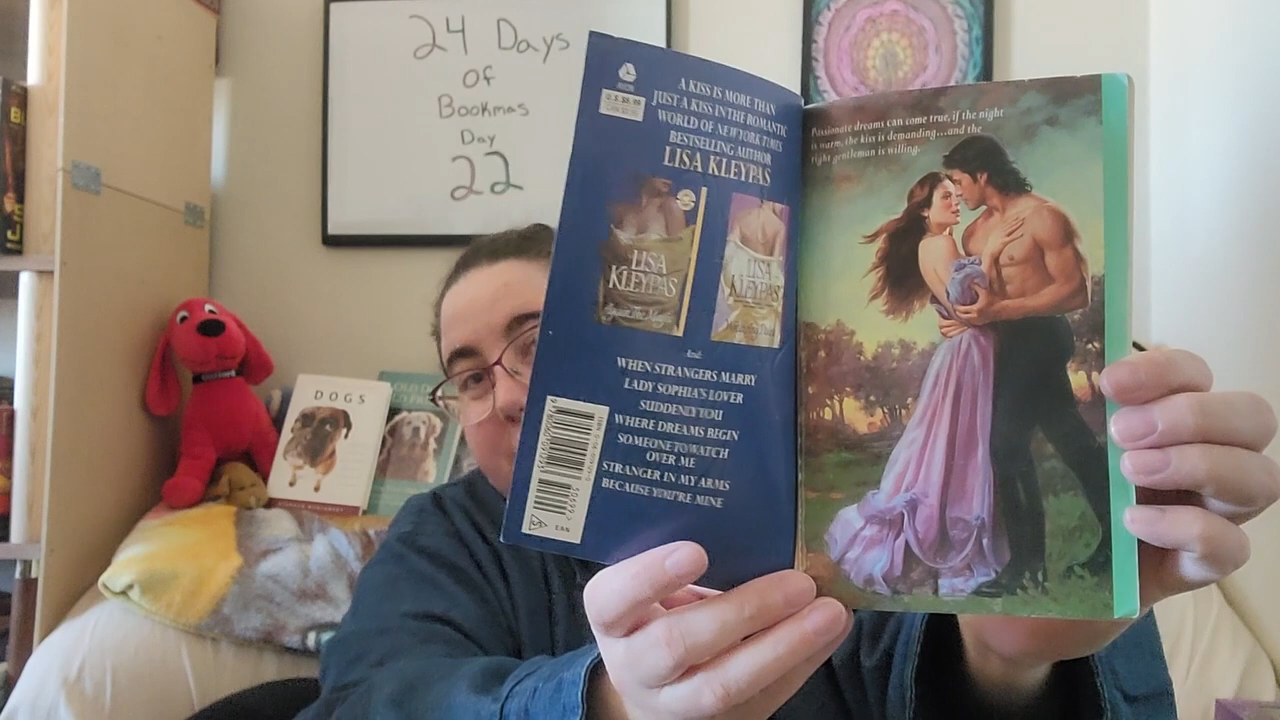 24 Days
Of
Bookmas
Day
22
A KISS IS MORE THAN
JUST A KISS IN THE ROMANTIC
WORLD OF NEW YORK TIMES
BESTSELLING AUTHOR
LISA KLEYPAS
LISA
KLEYPAS
LISA
KLEYPAS
And:
WHEN STRANGERS MARRY
LADY SOPHIA'S LOVER
SUDDENLY YOU
WHERE DREAMS BEGIN
SOMEONE TO WATCH
OVER ME
STRANGER IN MY ARMS
BECAUSE YOU'RE MINE
EAN
Passionate dreams can come true, if the night
is warm, the kiss is demanding...and the
right gentleman is willing.
DOGS